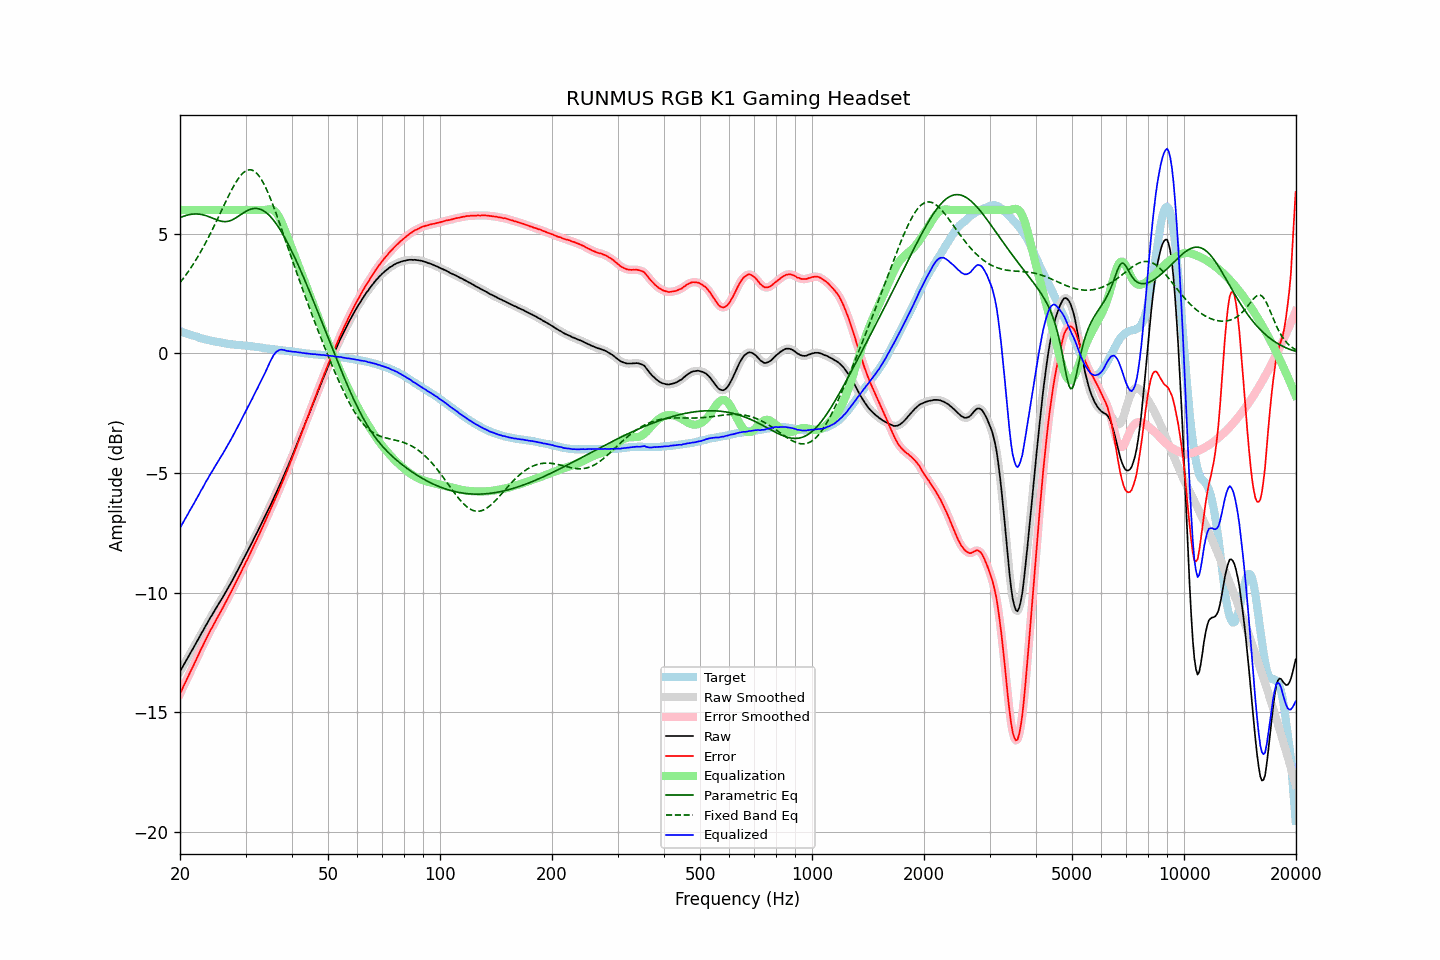 RUNMUS RGB K1 Gaming Headset
Amplitude (dBr)
5
0
−5
−10
−15
−20
Target
Raw Smoothed
Error Smoothed
Raw
Error
Equalization
Parametric Eq
Fixed Band Eq
Equalized
20 50 100 200 500 1000 2000 5000 10000 20000
Frequency (Hz)